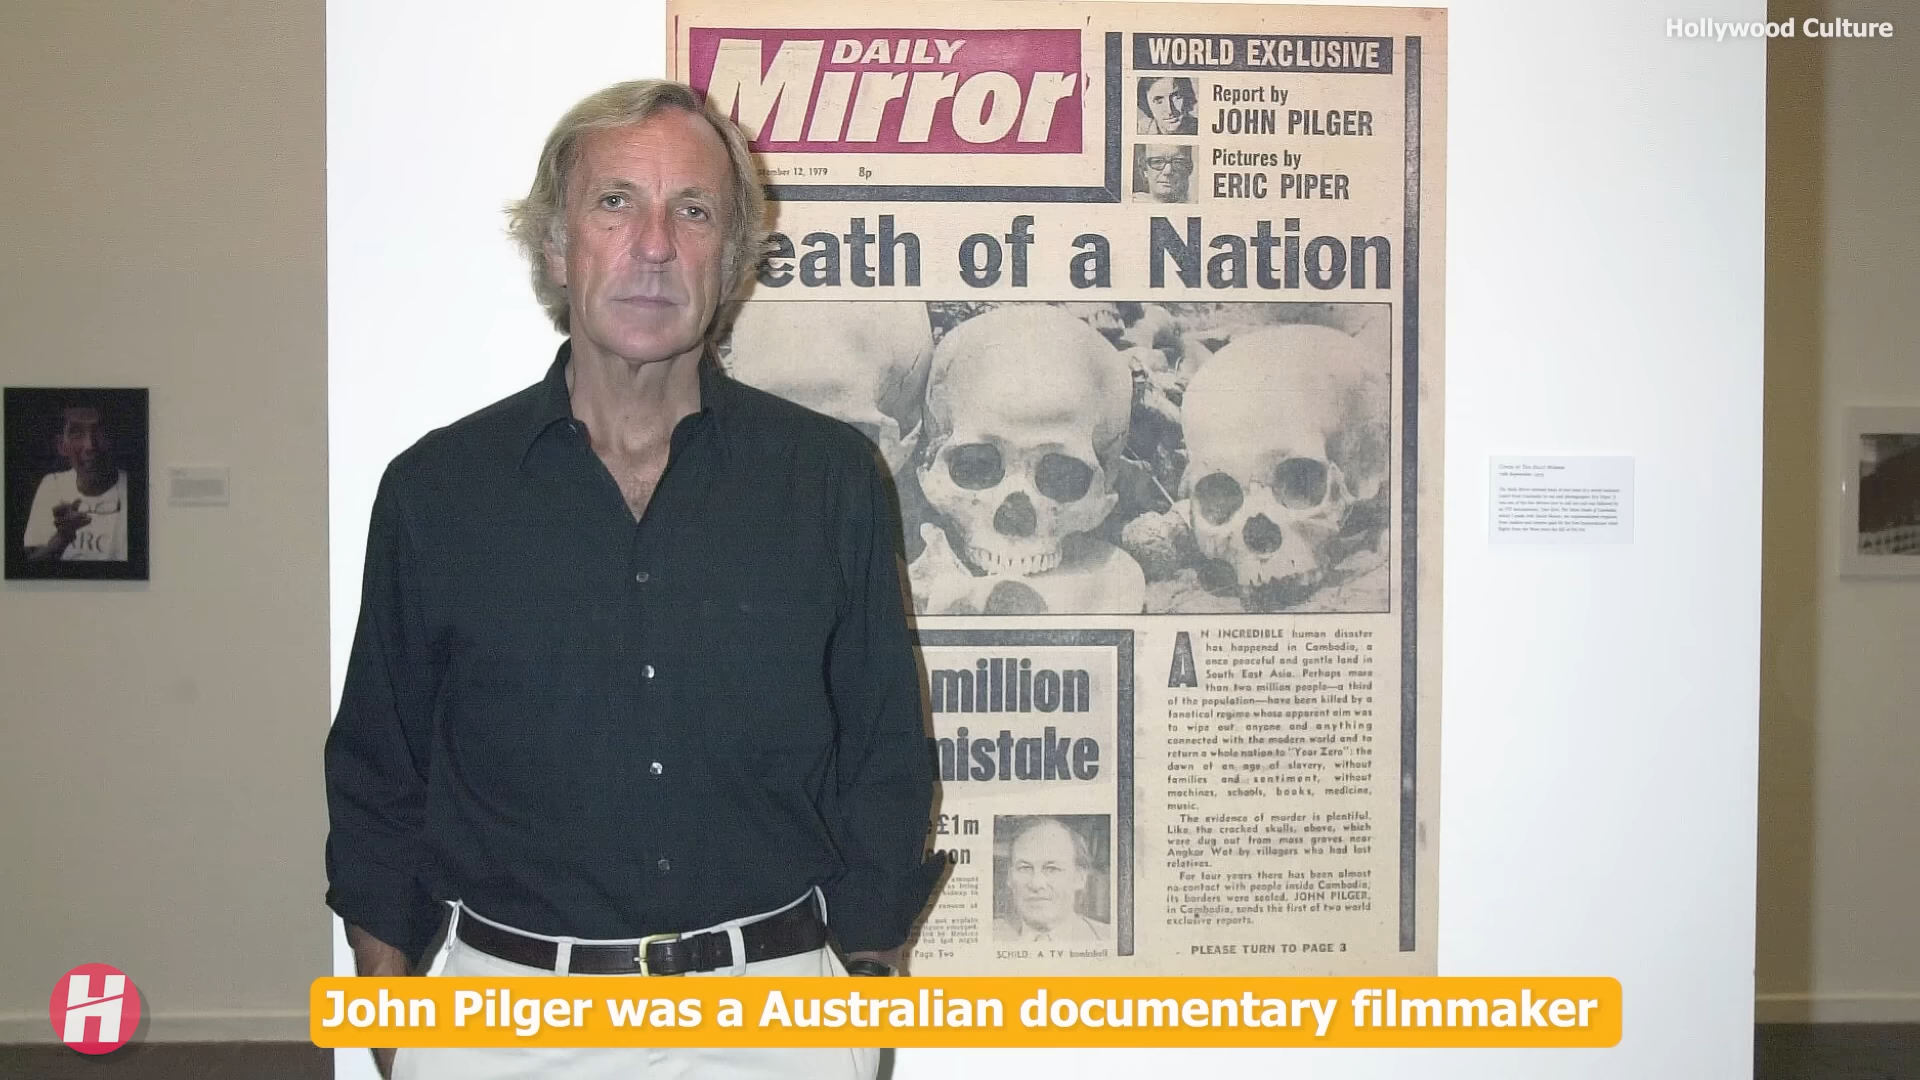 Hollywood Culture
DAILY
Mirror
mber 12, 1979 8p
WORLD EXCLUSIVE
Report by
JOHN PILGER
Pictures by
ERIC PIPER
eath of a Nation
million
mistake
£1m
SCHILD: A TV
AN INCREDIBLE human disaster
has happened in Cambodia, a
once peaceful and gentle land in
South East Asia. Perhaps more
than two million people—a third
of the population—have been killed by a
fanatical regime whose apparent aim was
to wipe out anyone and anything
connected with the modern world and to
return a whole nation to "Year Zero": the
dawn of an age of slavery, without
families and sentiment, without
machines, schools, books, medicine,
music.
The evidence of murder is plentiful.
Like the cracked skulls, above, which
were dug out from mass graves near
Angkor Wat by villagers who had lost
relatives.
For four years there has been almost
no contact with people inside Cambodia;
its borders were sealed. JOHN PILGER,
in Cambodia, sends the first of two world
exclusive reports.
PLEASE TURN TO PAGE 3
H
John Pilger was a Australian documentary filmmaker